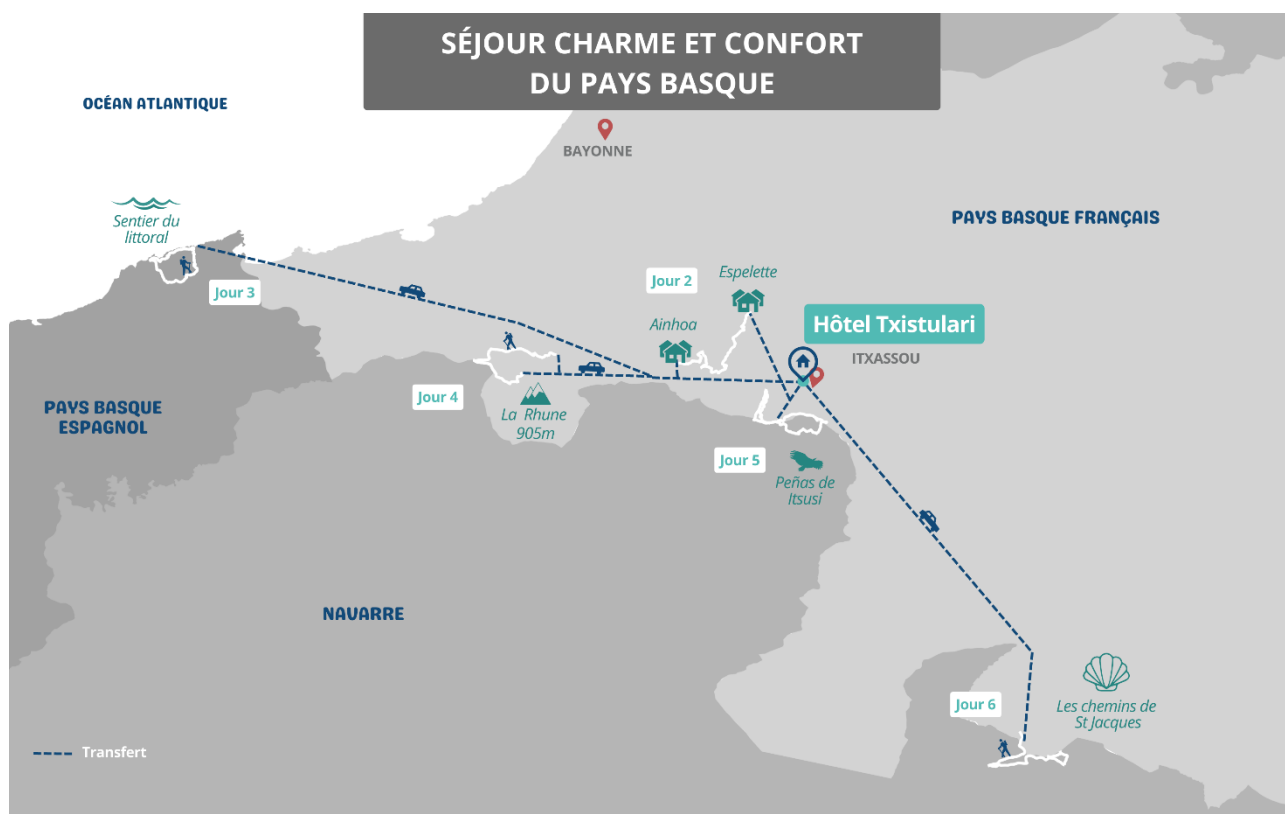 SÉJOUR CHARME ET CONFORT
DU PAYS BASQUE
OCÉAN ATLANTIQUE
BAYONNE
Sentier du
littoral
PAYS BASQUE FRANÇAIS
Jour 3
Jour 2
Espelette
Ainhoa
Hôtel Txistulari
ITXASSOU
Jour 4
La Rhune
905m
PAYS BASQUE
ESPAGNOL
Jour 5
Peñas de
Itsusi
NAVARRE
Jour 6
Les chemins de
St Jacques
Transfert